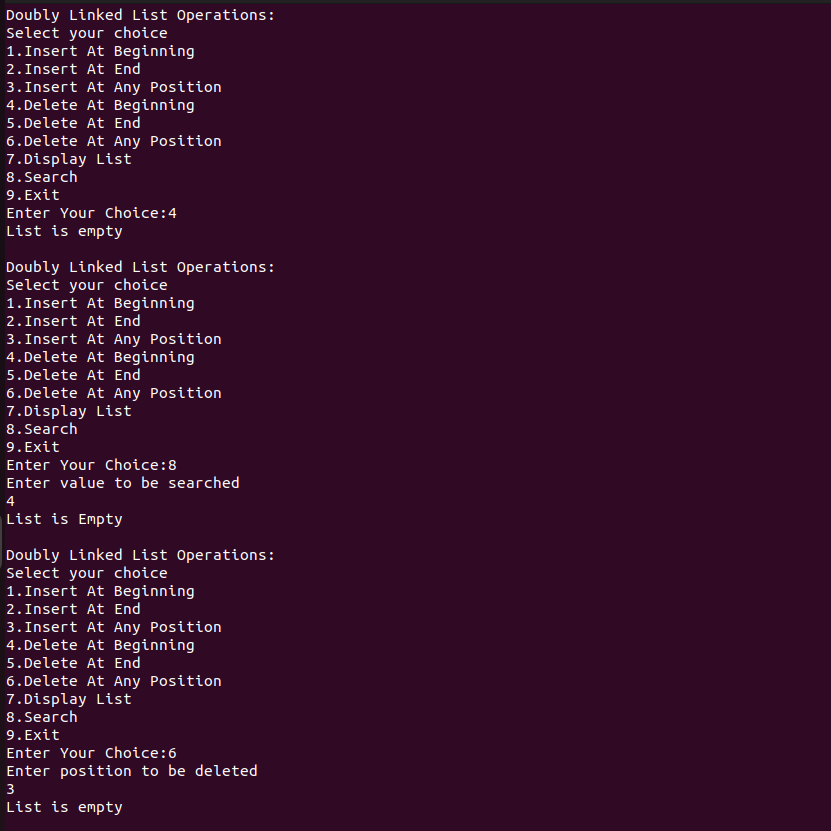 Doubly Linked List Operations:
Select your choice
1.Insert At Beginning
2.Insert At End
3.Insert At Any Position
4.Delete At Beginning
5.Delete At End
6.Delete At Any Position
7.Display List
8.Search
9.Exit
Enter Your Choice:4
List is empty

Doubly Linked List Operations:
Select your choice
1.Insert At Beginning
2.Insert At End
3.Insert At Any Position
4.Delete At Beginning
5.Delete At End
6.Delete At Any Position
7.Display List
8.Search
9.Exit
Enter Your Choice:8
Enter value to be searched
4
List is Empty

Doubly Linked List Operations:
Select your choice
1.Insert At Beginning
2.Insert At End
3.Insert At Any Position
4.Delete At Beginning
5.Delete At End
6.Delete At Any Position
7.Display List
8.Search
9.Exit
Enter Your Choice:6
Enter position to be deleted
3
List is empty